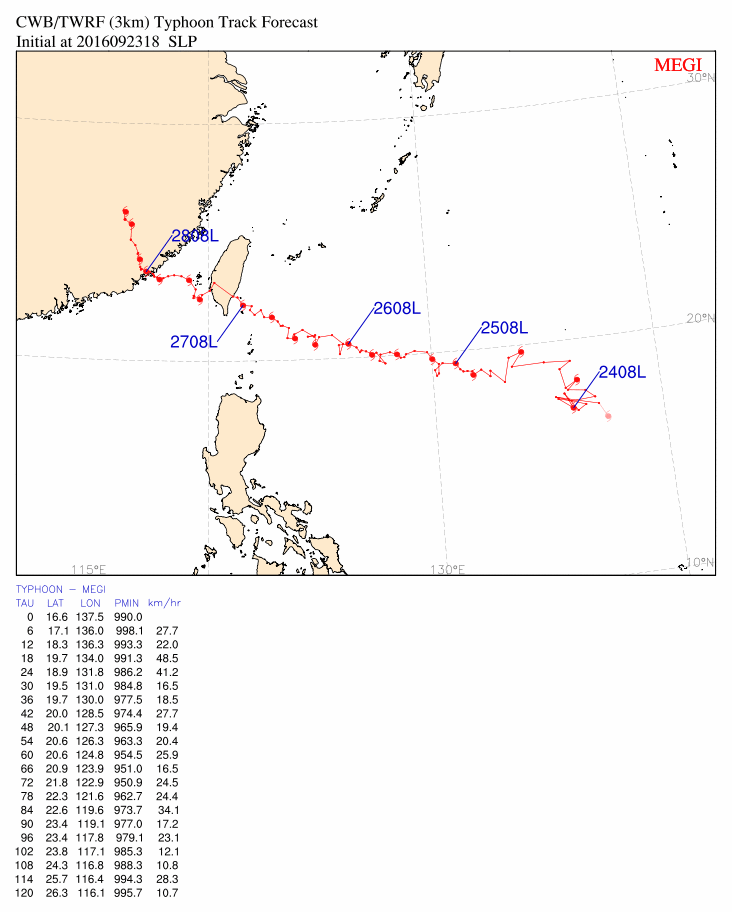 CWB/TWRF (3km) Typhoon Track Forecast
Initial at 2016092318 SLP
MEGI
30°N
2808L
20°N
2608L
2508L
2708L
2408L
10°N
115°E
130°E
TYPHOON – MEGI
TAU LAT LON PMIN km/hr
0 16.6 137.5 990.0
6 17.1 136.0 998.1 27.7
12 18.3 136.3 993.3 22.0
18 19.7 134.0 991.3 48.5
24 18.9 131.8 986.2 41.2
30 19.5 131.0 984.8 16.5
36 19.7 130.0 977.5 18.5
42 20.0 128.5 974.4 27.7
48 20.1 127.3 965.9 19.4
54 20.6 126.3 963.3 20.4
60 20.6 124.8 954.5 25.9
66 20.9 123.9 951.0 16.5
72 21.8 122.9 950.9 24.5
78 22.3 121.6 962.7 24.4
84 22.6 119.6 973.7 34.1
90 23.4 119.1 977.0 17.2
96 23.4 117.8 979.1 23.1
102 23.8 117.1 985.3 12.1
108 24.3 116.8 988.3 10.8
114 25.7 116.4 994.3 28.3
120 26.3 116.1 995.7 10.7